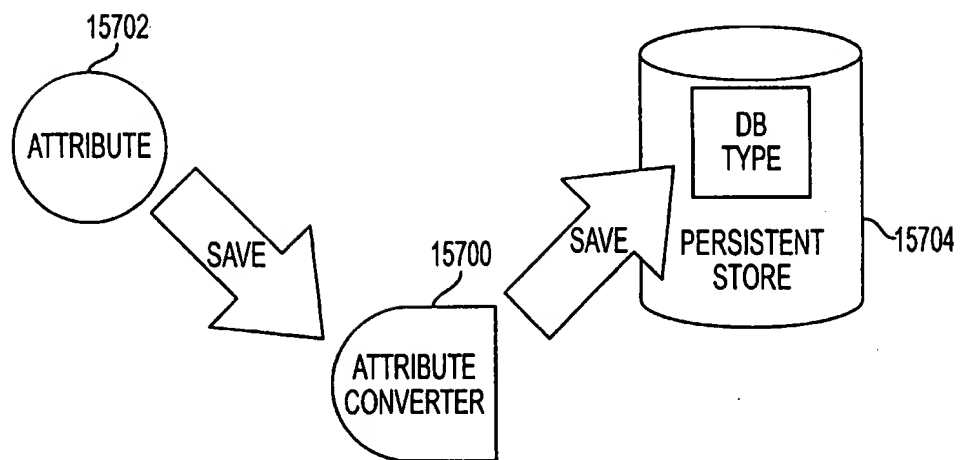 15702
ATTRIBUTE
SAVE
15700
ATTRIBUTE
CONVERTER
SAVE
DB
TYPE
PERSISTENT
STORE
15704